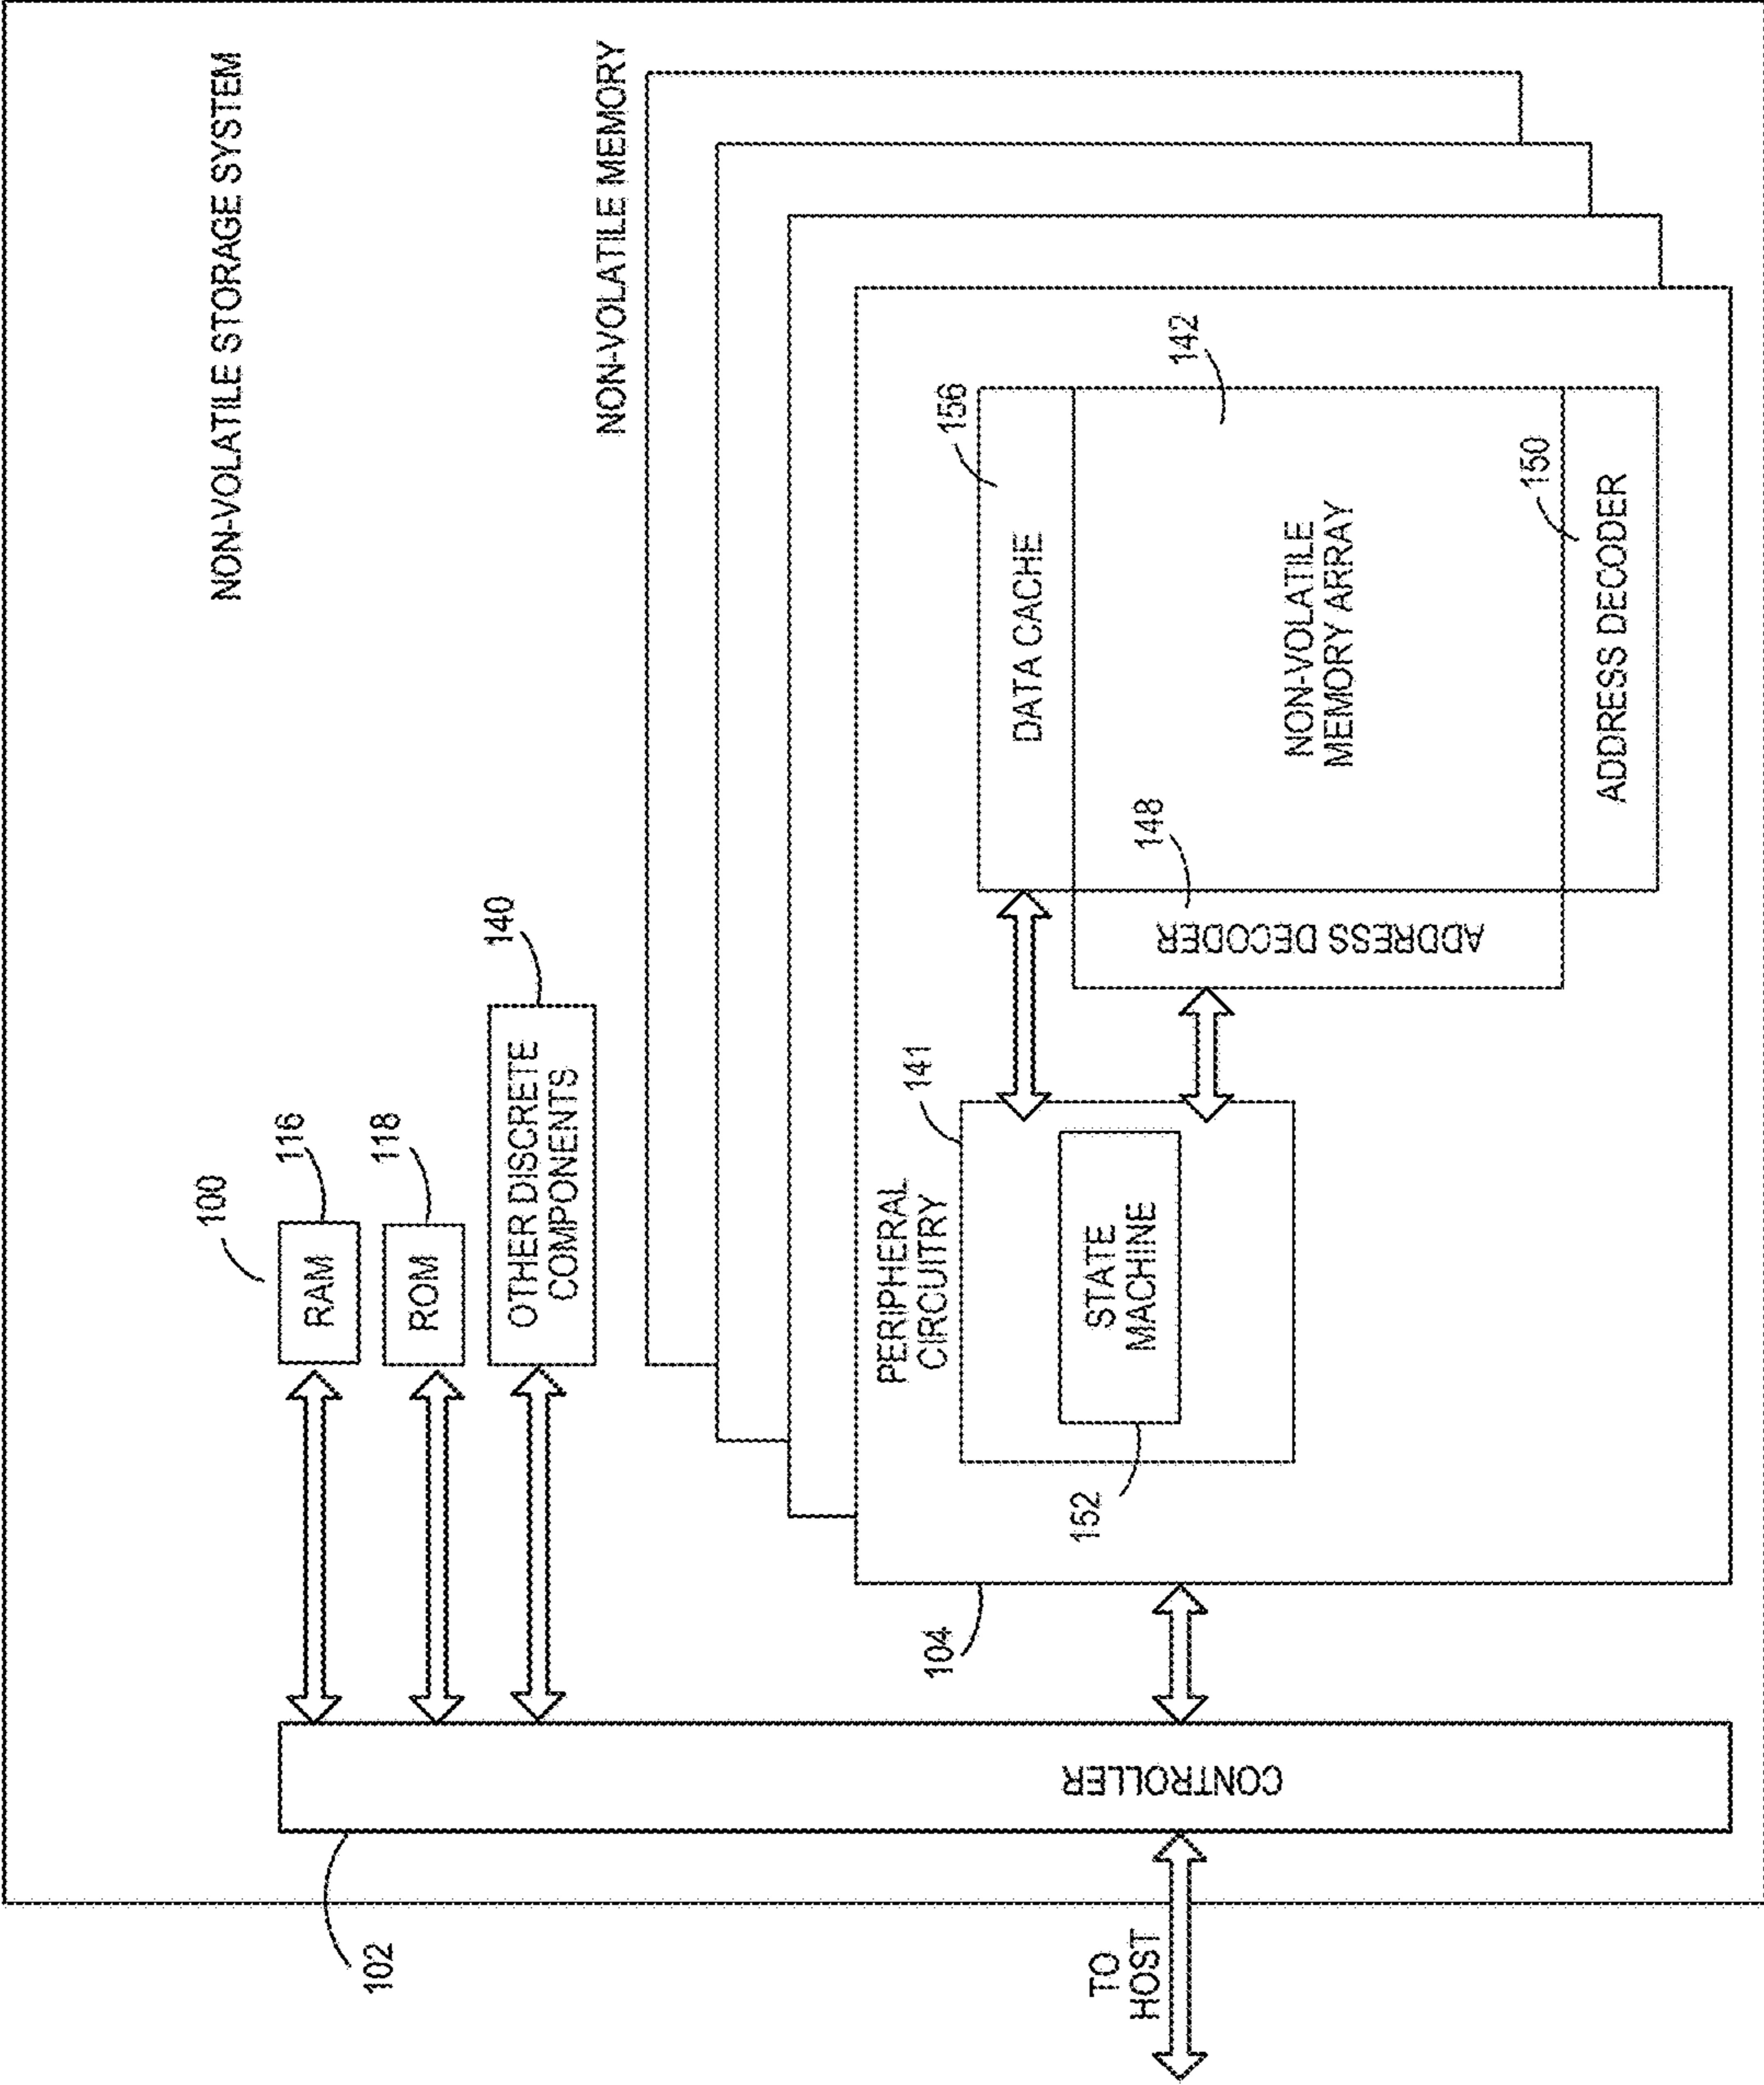 NON-VOLATILE STORAGE SYSTEM
100
RAM
116
ROM
118
OTHER DISCRETE
COMPONENTS
140
NON-VOLATILE MEMORY
102
CONTROLLER
TO
HOST
104
PERIPHERAL
CIRCUITRY
141
STATE
MACHINE
152
DATA CACHE
156
ADDRESS DECODER
148
NON-VOLATILE
MEMORY ARRAY
142
ADDRESS DECODER
150